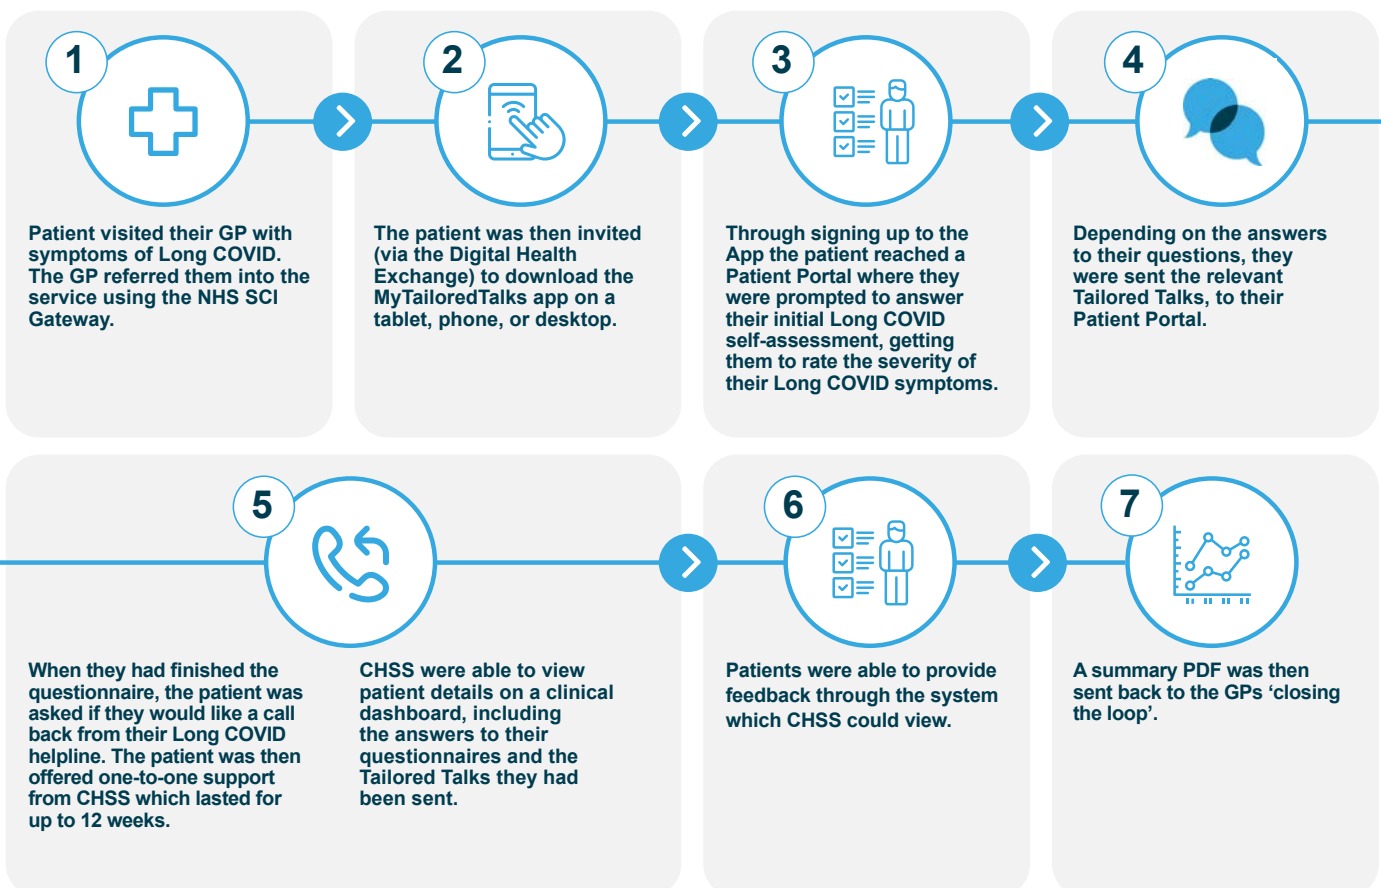 1
Patient visited their GP with
symptoms of Long COVID.
The GP referred them into the
service using the NHS SCI
Gateway.
2
The patient was then invited
(via the Digital Health
Exchange) to download the
MyTailoredTalks app on a
tablet, phone, or desktop.
3
Through signing up to the
App the patient reached a
Patient Portal where they
were prompted to answer
their initial Long COVID
self-assessment, getting
them to rate the severity of
their Long COVID symptoms.
4
Depending on the answers
to their questions, they
were sent the relevant
Tailored Talks, to their
Patient Portal.
5
When they had finished the
questionnaire, the patient was
asked if they would like a call
back from their Long COVID
helpline. The patient was then
offered one-to-one support
from CHSS which lasted for
up to 12 weeks.
CHSS were able to view
patient details on a clinical
dashboard, including
the answers to their
questionnaires and the
Tailored Talks they had
been sent.
6
Patients were able to provide
feedback through the system
which CHSS could view.
7
A summary PDF was then
sent back to the GPs ‘closing
the loop’.